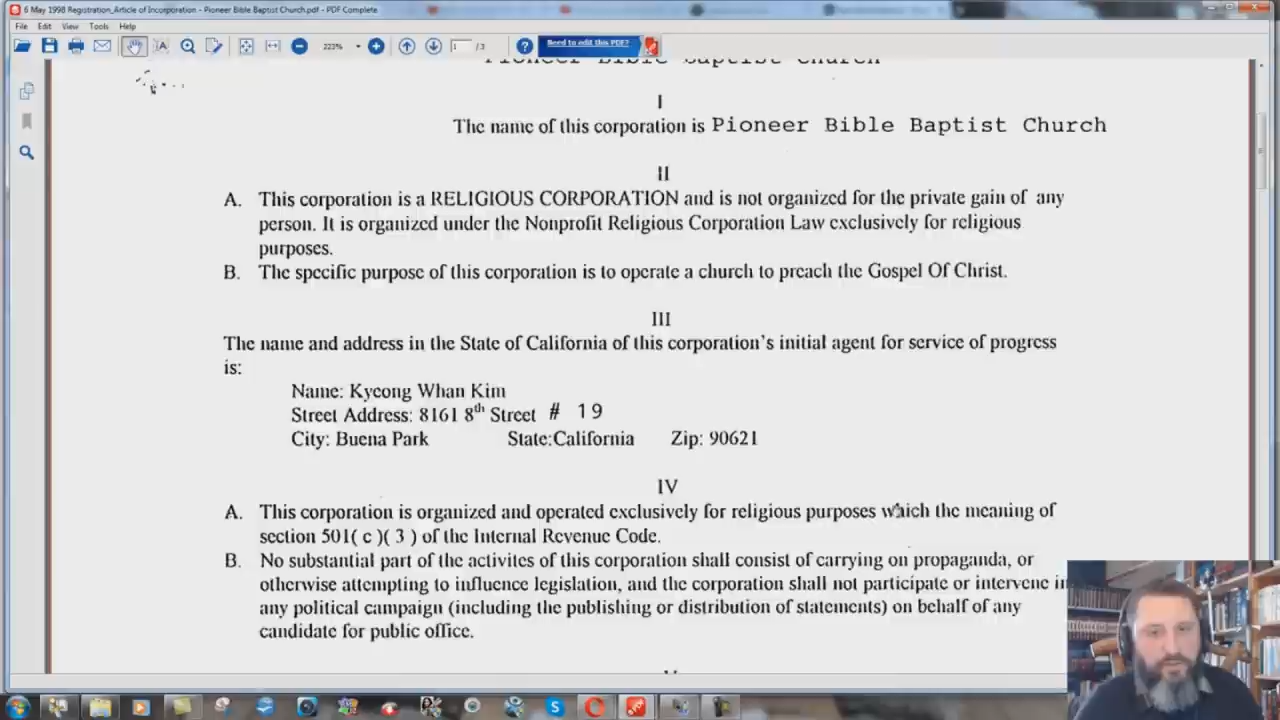 6 May 1998 Registration_Article of Incorporation - Pioneer Bible Baptist Church.pdf - PDF Complete
File Edit View Tools Help
223% 1 /3 Need to edit this PDF?
Pioneer Bible Baptist Church
I
The name of this corporation is Pioneer Bible Baptist Church
II
A. This corporation is a RELIGIOUS CORPORATION and is not organized for the private gain of any
person. It is organized under the Nonprofit Religious Corporation Law exclusively for religious
purposes.
B. The specific purpose of this corporation is to operate a church to preach the Gospel Of Christ.
III
The name and address in the State of California of this corporation's initial agent for service of progress
is:
Name: Kyeong Whan Kim
Street Address: 8161 8th Street # 19
City: Buena Park State:California Zip: 90621
IV
A. This corporation is organized and operated exclusively for religious purposes which the meaning of
section 501( c )( 3 ) of the Internal Revenue Code.
B. No substantial part of the activites of this corporation shall consist of carrying on propaganda, or
otherwise attempting to influence legislation, and the corporation shall not participate or intervene in
any political campaign (including the publishing or distribution of statements) on behalf of any
candidate for public office.